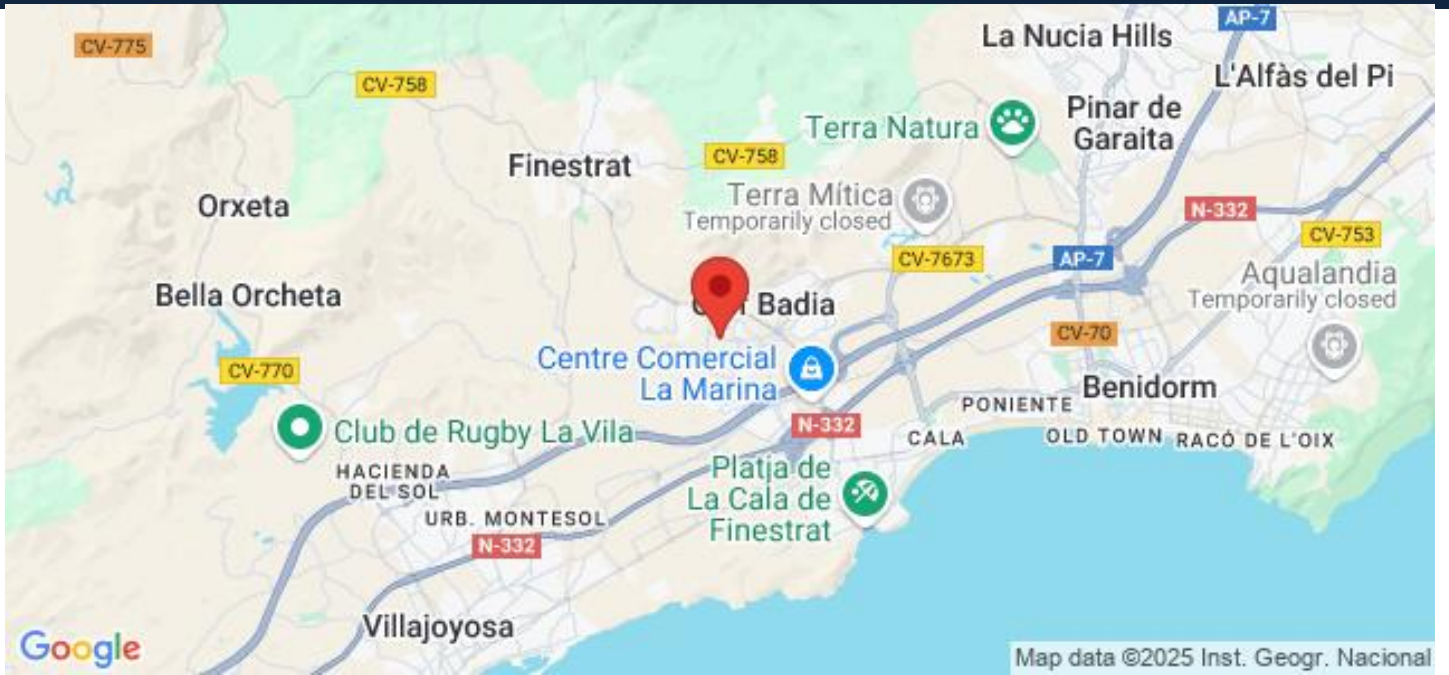 AP-7
La Nucia Hills
CV-775
L'Alfàs del Pi
CV-758
Pinar de
Garaita
Terra Natura
Finestrat
CV-758
Terra Mítica
Temporarily closed
Orxeta
N-332
CV-753
CV-7673
AP-7
Aqualandia
Temporarily closed
Bella Orcheta
Badia
CV-70
Centre Comercial
La Marina
CV-770
Benidorm
PONIENTE
N-332
Club de Rugby La Vila
CALA
OLD TOWN
RACÓ DE L'OIX
HACIENDA
DEL SOL
Platja de
La Cala de
Finestrat
URB. MONTESOL
N-332
Villajoyosa
Google
Map data ©2025 Inst. Geogr. Nacional